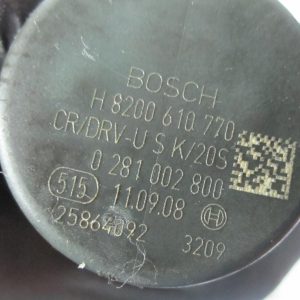 BOSCH
H 8200 610 770
CR/DRV-U S K/20S
0 281 002 800
515 11.09.08
25864092 3209